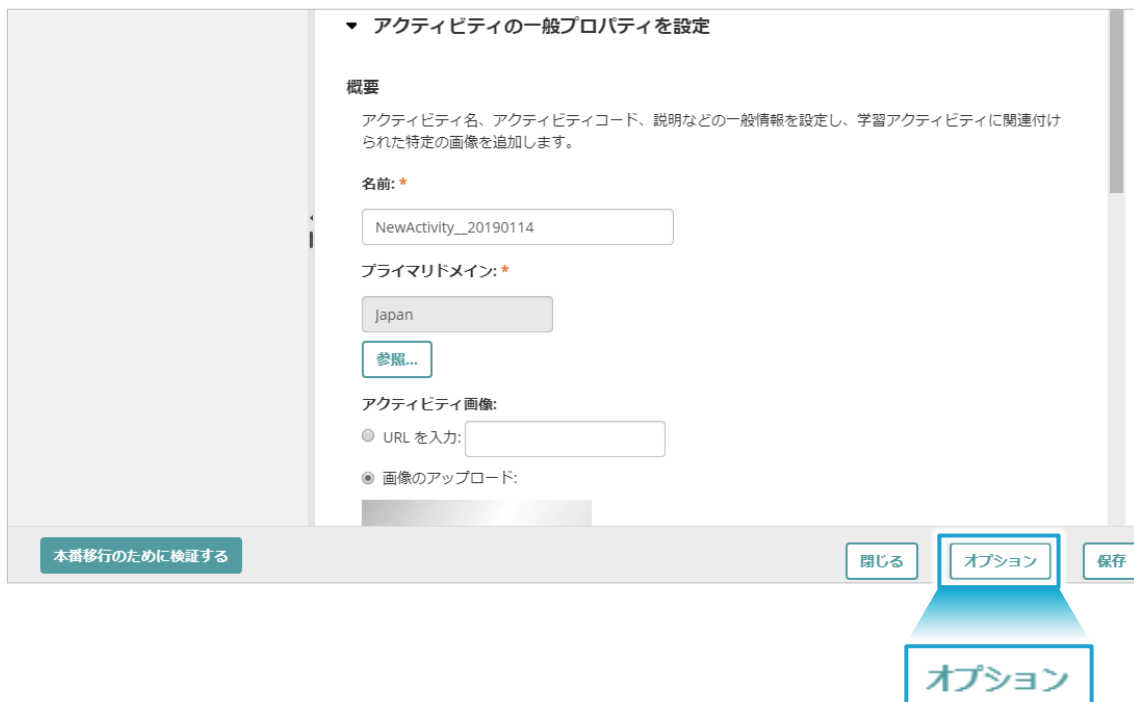 アクティビティの一般プロパティを設定
概要
アクティビティ名、アクティビティコード、説明などの一般情報を設定し、学習アクティビティに関連付け
られた特定の画像を追加します。
名前: *
NewActivity__20190114
プライマリドメイン: *
Japan
参照...
アクティビティ画像:
URL を入力:
画像のアップロード:
本番移行のために検証する
閉じる
オプション
保存
オプション